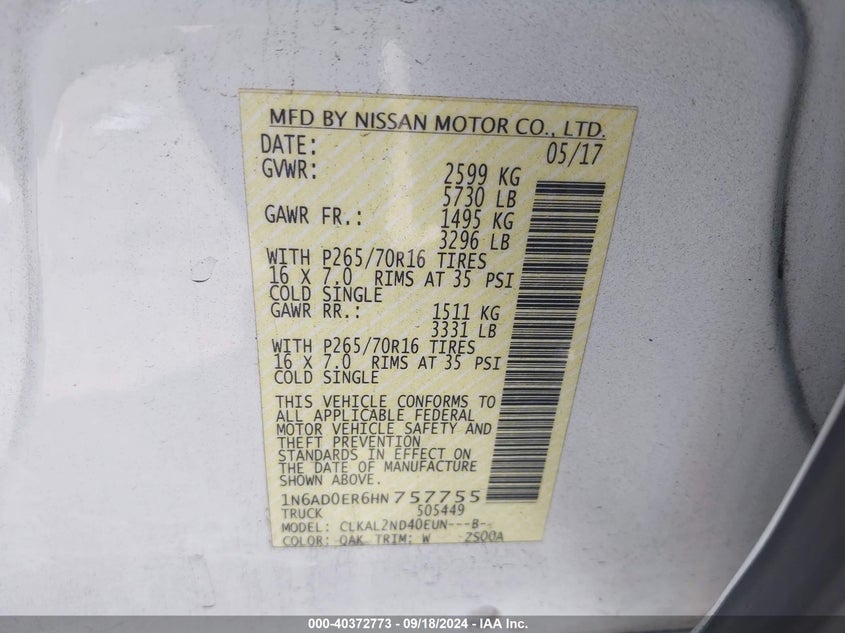 MFD BY NISSAN MOTOR CO., LTD.
DATE: 05/17
GVWR: 2599 KG
5730 LB
GAWR FR.: 1495 KG
3296 LB
WITH P265/70R16 TIRES
16 X 7.0 RIMS AT 35 PSI
COLD SINGLE
GAWR RR.: 1511 KG
3331 LB
WITH P265/70R16 TIRES
16 X 7.0 RIMS AT 35 PSI
COLD SINGLE
THIS VEHICLE CONFORMS TO
ALL APPLICABLE FEDERAL
MOTOR VEHICLE SAFETY AND
THEFT PREVENTION
STANDARDS IN EFFECT ON
THE DATE OF MANUFACTURE
SHOWN ABOVE.
1N6AD0ER6HN757755
TRUCK 505449
MODEL: CLKAL2ND40EUN---B-
COLOR: QAK TRIM: W ZS00A
000-40372773 - 09/18/2024 - IAA Inc.